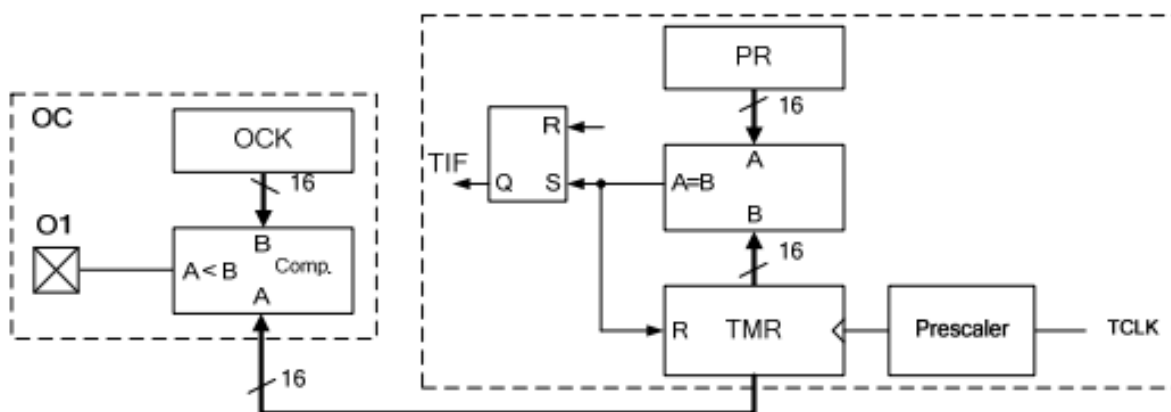 OC
OCK
16
O1
B
A < B
Comp.
A
16
PR
16
R
TIF
Q
S
A
A=B
B
16
R
TMR
Prescaler
TCLK